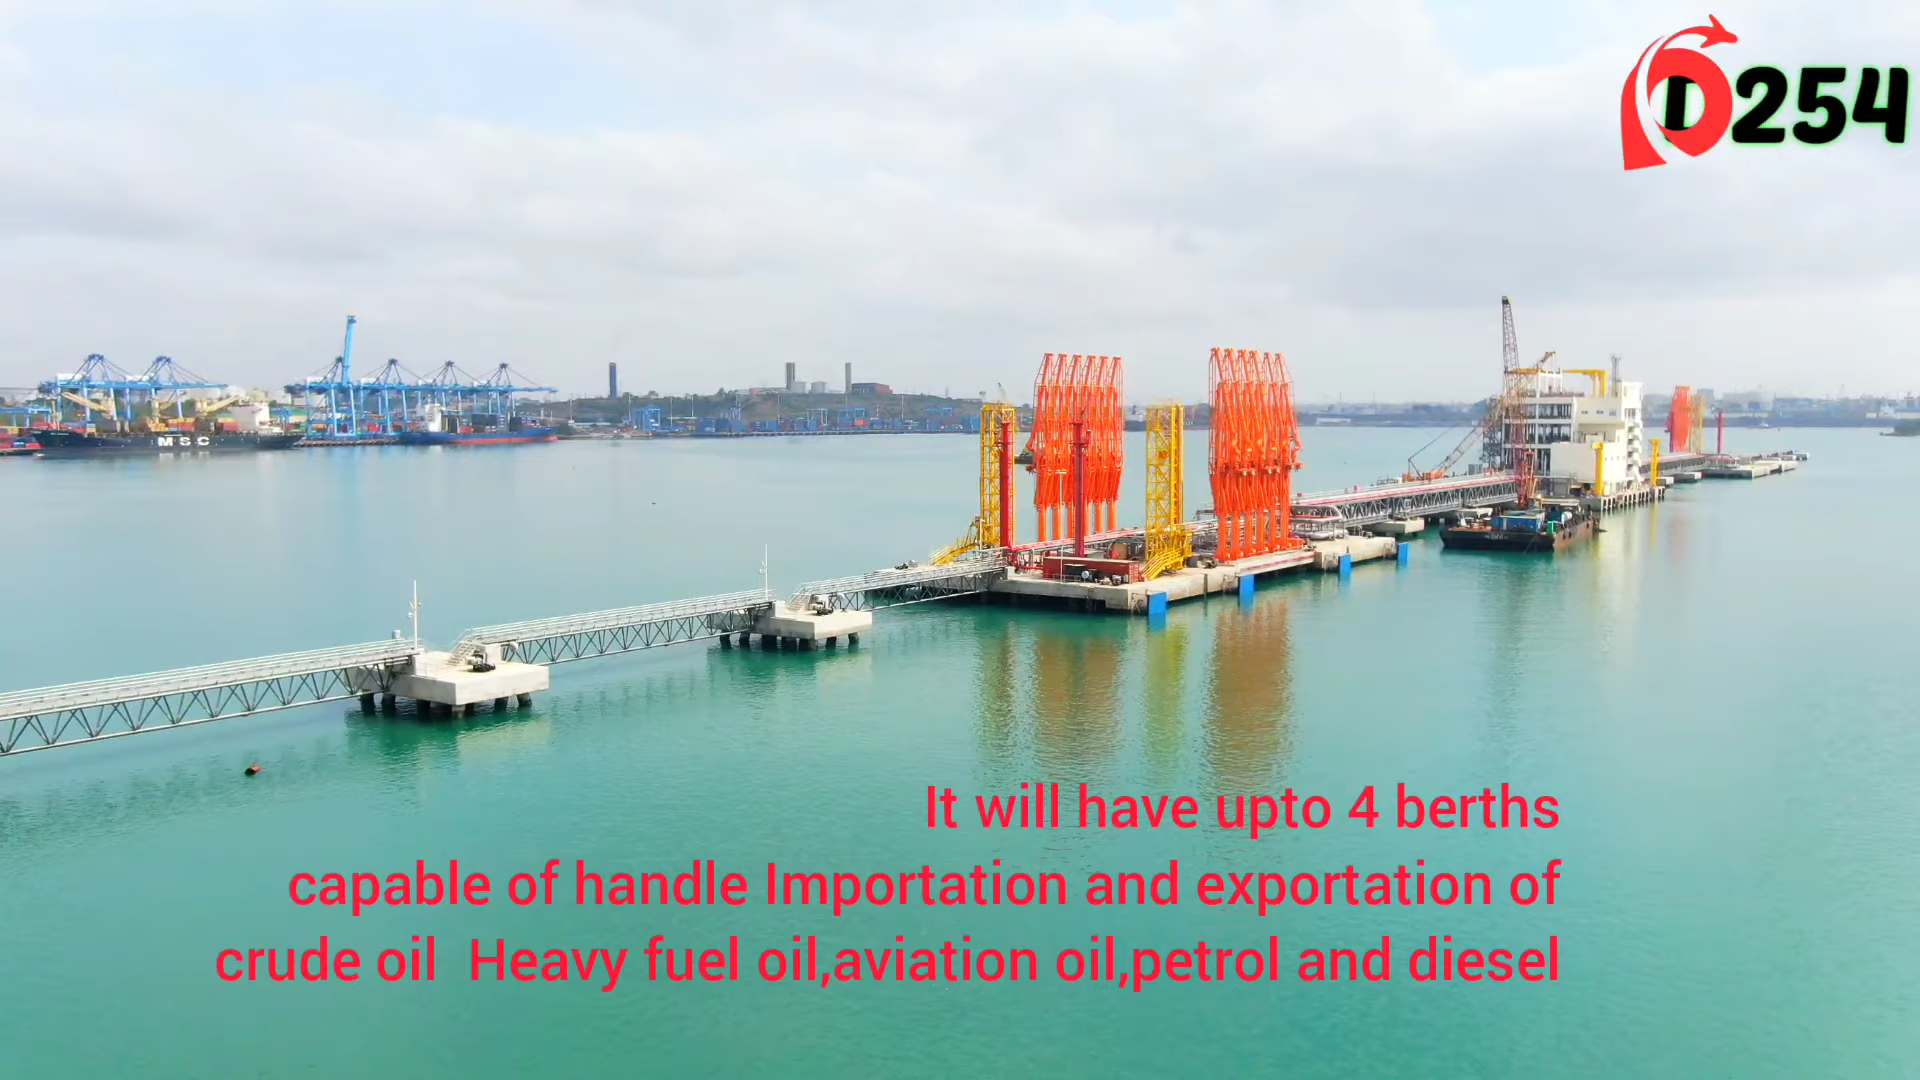 D254
MSC
It will have upto 4 berths
capable of handle Importation and exportation of
crude oil  Heavy fuel oil,aviation oil,petrol and diesel